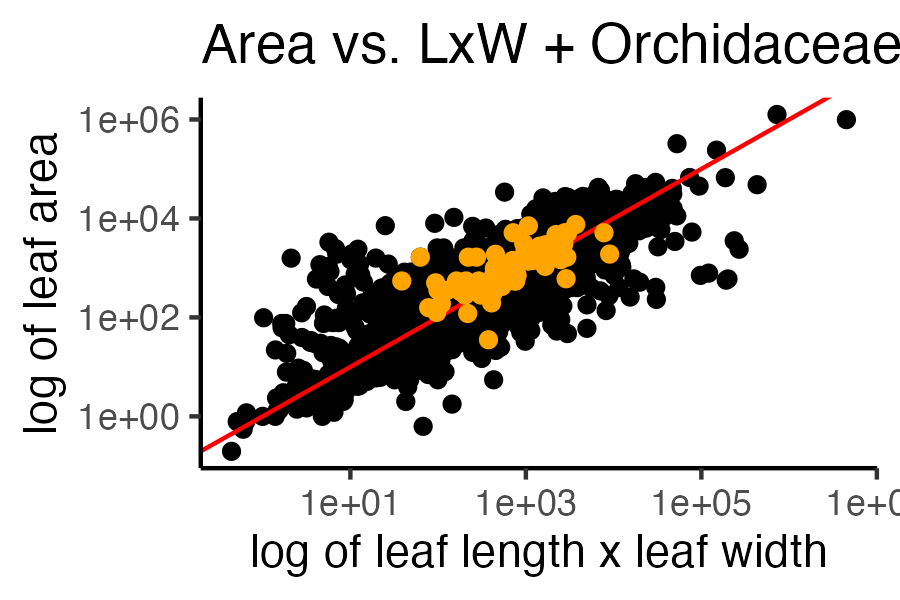 Area vs. LxW + Orchidaceae
log of leaf area
1e+06
1e+04
1e+02
1e+00
1e+01 1e+03 1e+05
log of leaf length x leaf width